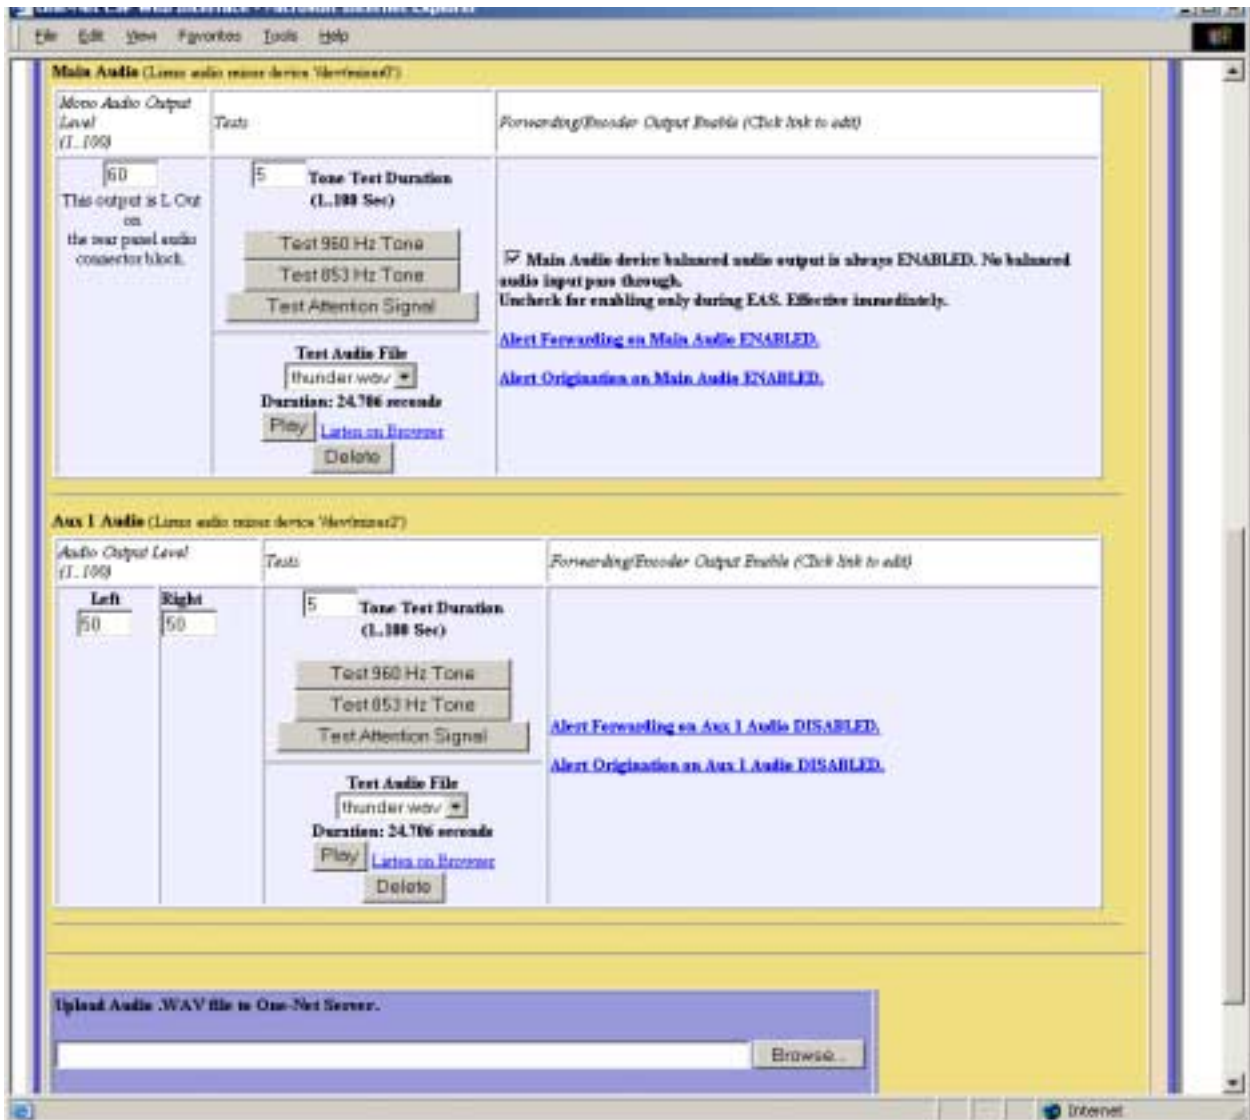 File Edit View Favorites Tools Help
Main Audio (Linux audio mixer device '/dev/mixer0')
Mono Audio Output
Level
(1..100)
Tests
Forwarding/Encoder Output Enable (Click link to edit)
60
This output is L Out
on
the rear panel audio
connector block.
5 Tone Test Duration
(1..100 Sec)
Test 960 Hz Tone
Test 853 Hz Tone
Test Attention Signal
Test Audio File
thunder.wav
Duration: 24.706 seconds
Play Listen on Browser
Delete
Main Audio device balanced audio output is always ENABLED. No balanced
audio input pass through.
Uncheck for enabling only during EAS. Effective immediately.
Alert Forwarding on Main Audio ENABLED.
Alert Origination on Main Audio ENABLED.
Aux 1 Audio (Linux audio mixer device '/dev/mixer2')
Audio Output Level
(1..100)
Tests
Forwarding/Encoder Output Enable (Click link to edit)
Left Right
50 50
5 Tone Test Duration
(1..100 Sec)
Test 960 Hz Tone
Test 853 Hz Tone
Test Attention Signal
Test Audio File
thunder.wav
Duration: 24.706 seconds
Play Listen on Browser
Delete
Alert Forwarding on Aux 1 Audio DISABLED.
Alert Origination on Aux 1 Audio DISABLED.
Upload Audio .WAV file to One-Net Server.
Browse...
Internet